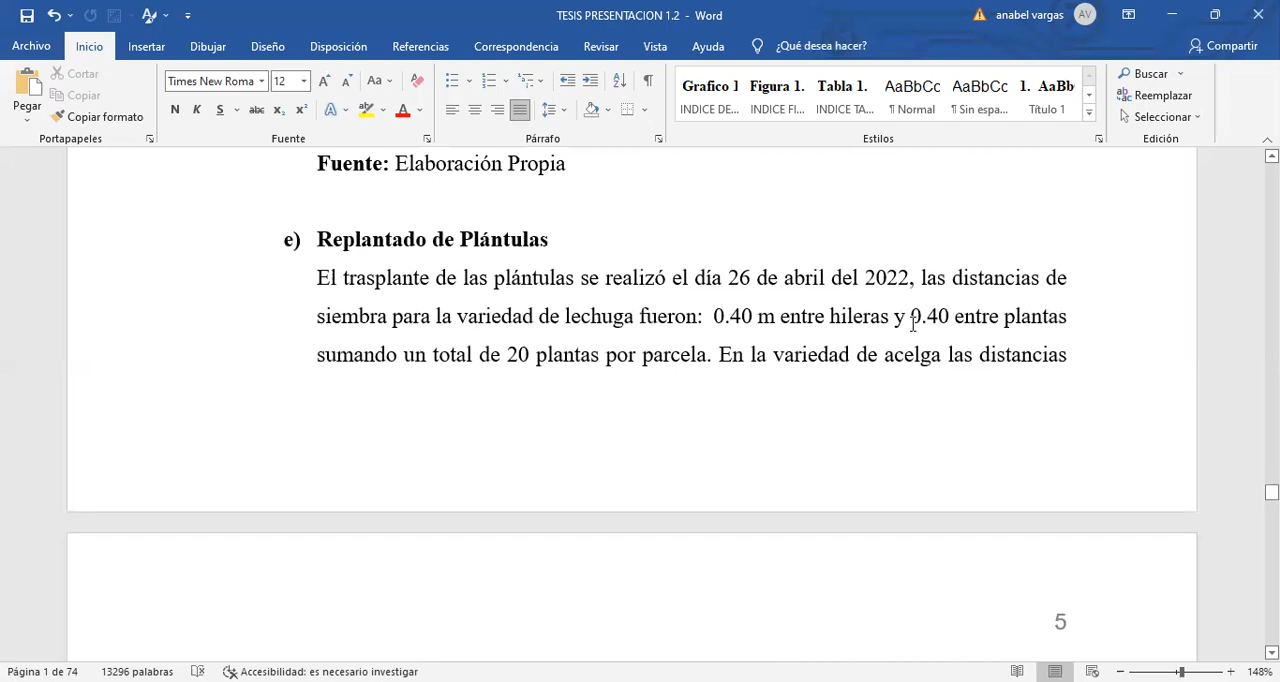 TESIS PRESENTACION 1.2 - Word
anabel vargas
AV
Archivo
Inicio
Insertar
Dibujar
Diseño
Disposición
Referencias
Correspondencia
Revisar
Vista
Ayuda
¿Qué desea hacer?
Compartir
Pegar
Cortar
Copiar
Copiar formato
Portapapeles
Times New Roma
12
Aa
N K S abc x₂ x² A
Fuente
Párrafo
Grafico 1
INDICE DE...
Figura 1.
INDICE FI...
Tabla 1.
INDICE TA...
AaBbCc
¶ Normal
AaBbCc
¶ Sin espa...
1. AaBb
Título 1
Estilos
Buscar
Reemplazar
Seleccionar
Edición
Fuente: Elaboración Propia
e) Replantado de Plántulas
El trasplante de las plántulas se realizó el día 26 de abril del 2022, las distancias de
siembra para la variedad de lechuga fueron:  0.40 m entre hileras y 0.40 entre plantas
sumando un total de 20 plantas por parcela. En la variedad de acelga las distancias
5
Página 1 de 74
13296 palabras
Accesibilidad: es necesario investigar
148%